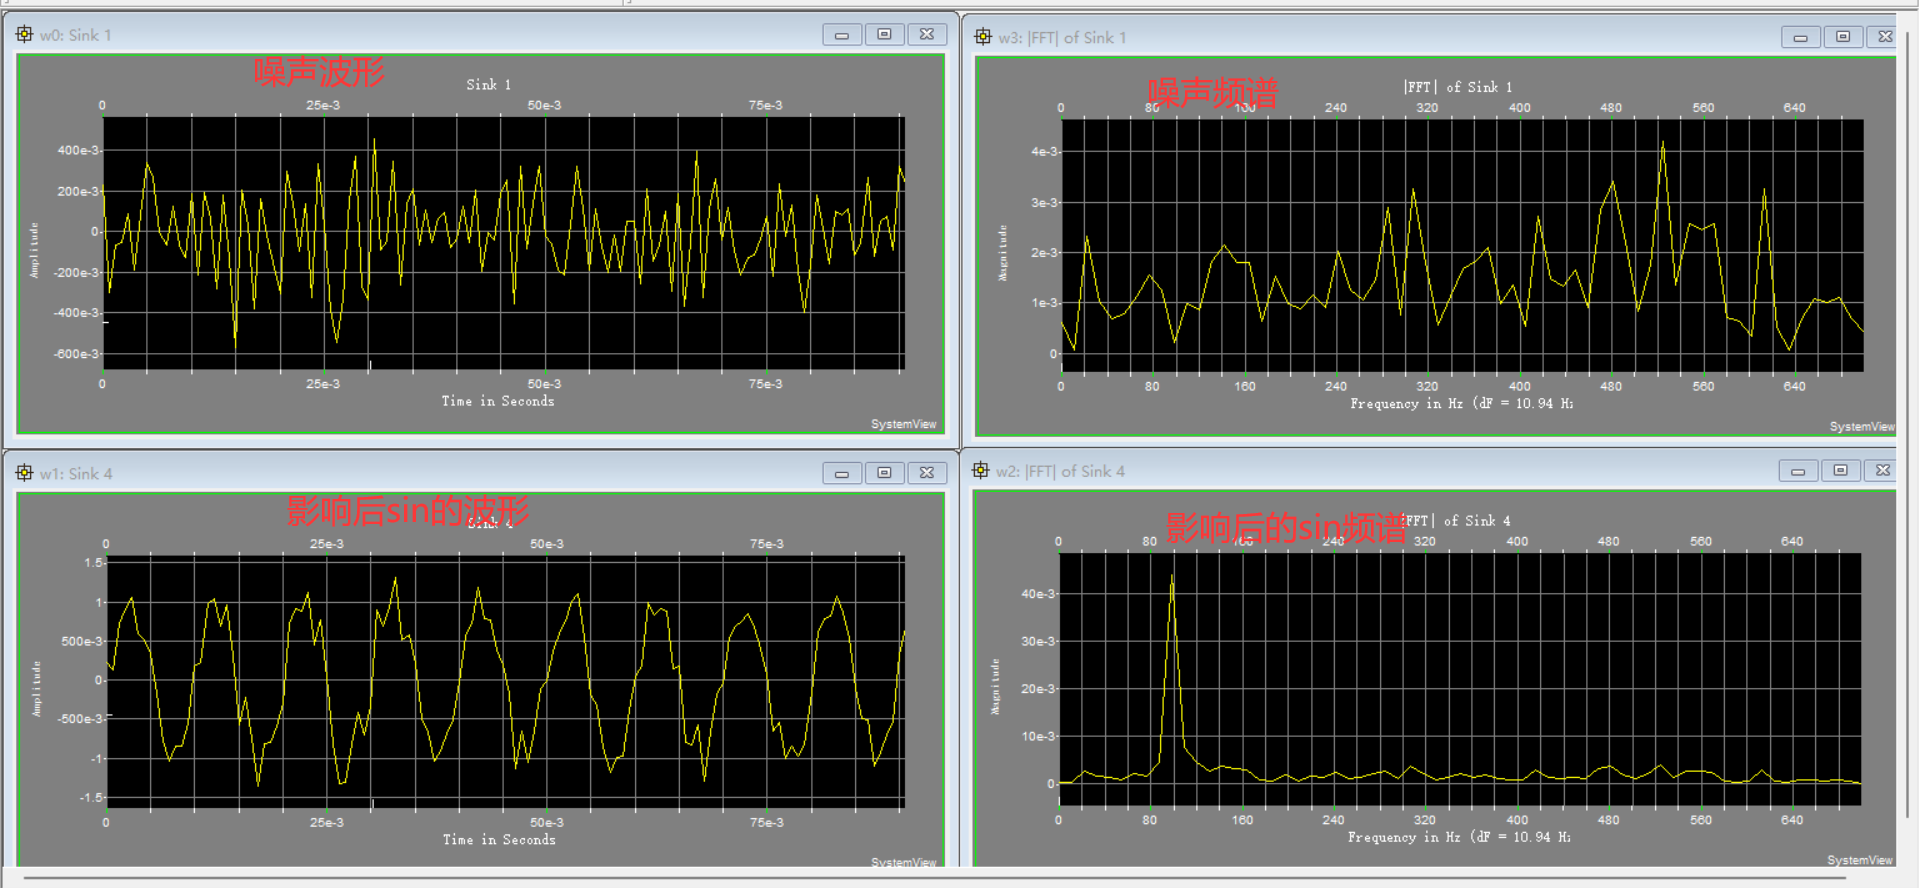 w0: Sink 1
噪声波形
Sink 1
0 25e-3 50e-3 75e-3
400e-3
200e-3
0
-200e-3
-400e-3
-600e-3
Amplitude
0 25e-3 50e-3 75e-3
Time in Seconds
SystemView
w3: |FFT| of Sink 1
噪声频谱
|FFT| of Sink 1
0 80 160 240 320 400 480 560 640
4e-3
3e-3
2e-3
1e-3
0
Magnitude
0 80 160 240 320 400 480 560 640
Frequency in Hz (dF = 10.94 Hz
SystemView
w1: Sink 4
影响后sin的波形
Sink 4
0 25e-3 50e-3 75e-3
1.5
1
500e-3
0
-500e-3
-1
-1.5
Amplitude
0 25e-3 50e-3 75e-3
Time in Seconds
SystemView
w2: |FFT| of Sink 4
影响后的sin频谱
|FFT| of Sink 4
0 80 160 240 320 400 480 560 640
40e-3
30e-3
20e-3
10e-3
0
Magnitude
0 80 160 240 320 400 480 560 640
Frequency in Hz (dF = 10.94 Hz
SystemView